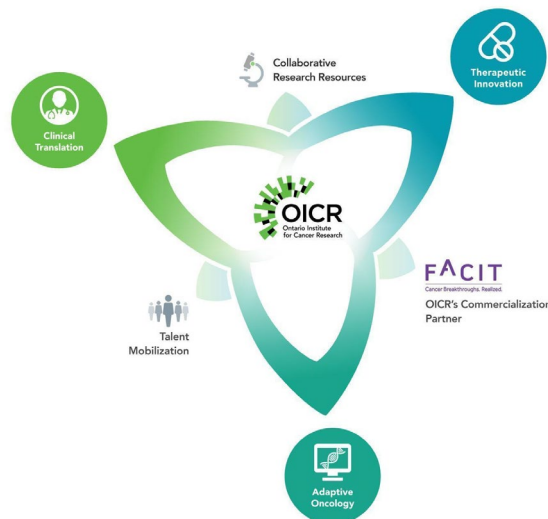 Collaborative
Research Resources
Therapeutic
Innovation
Clinical
Translation
OICR
Ontario Institute
for Cancer Research
FACIT
Cancer Breakthroughs. Realized.
OICR's Commercialization
Partner
Talent
Mobilization
Adaptive
Oncology